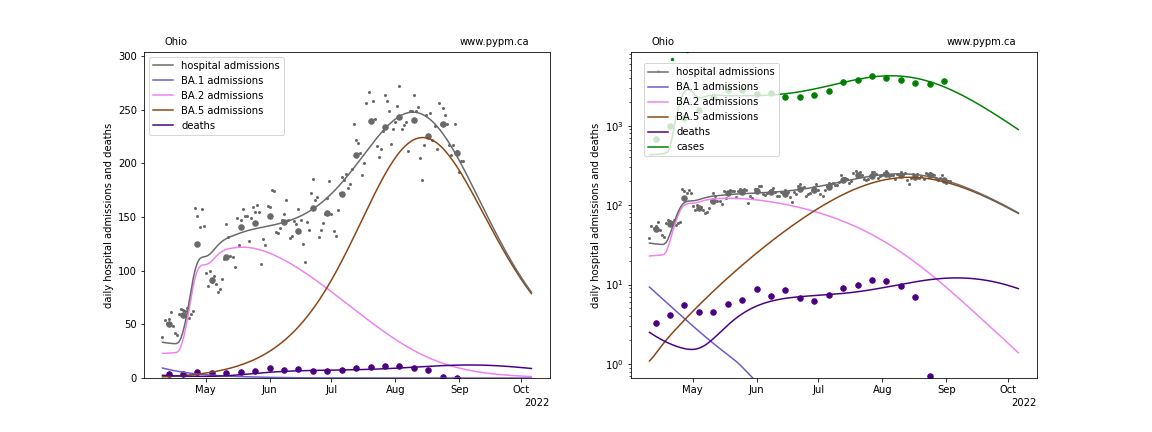 Ohio
www.pypm.ca
300
250
200
150
100
50
0
daily hospital admissions and deaths
hospital admissions
BA.1 admissions
BA.2 admissions
BA.5 admissions
deaths
May
Jun
Jul
Aug
Sep
Oct
2022
Ohio
www.pypm.ca
10³
10²
10¹
10⁰
daily hospital admissions and deaths
hospital admissions
BA.1 admissions
BA.2 admissions
BA.5 admissions
deaths
cases
May
Jun
Jul
Aug
Sep
Oct
2022